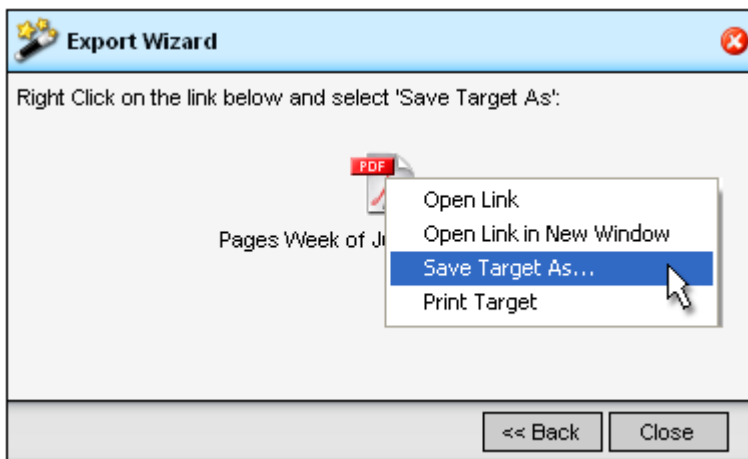 Export Wizard
Right Click on the link below and select 'Save Target As':
PDF
Open Link
Pages Week of
Open Link in New Window
Save Target As...
Print Target
<< Back
Close